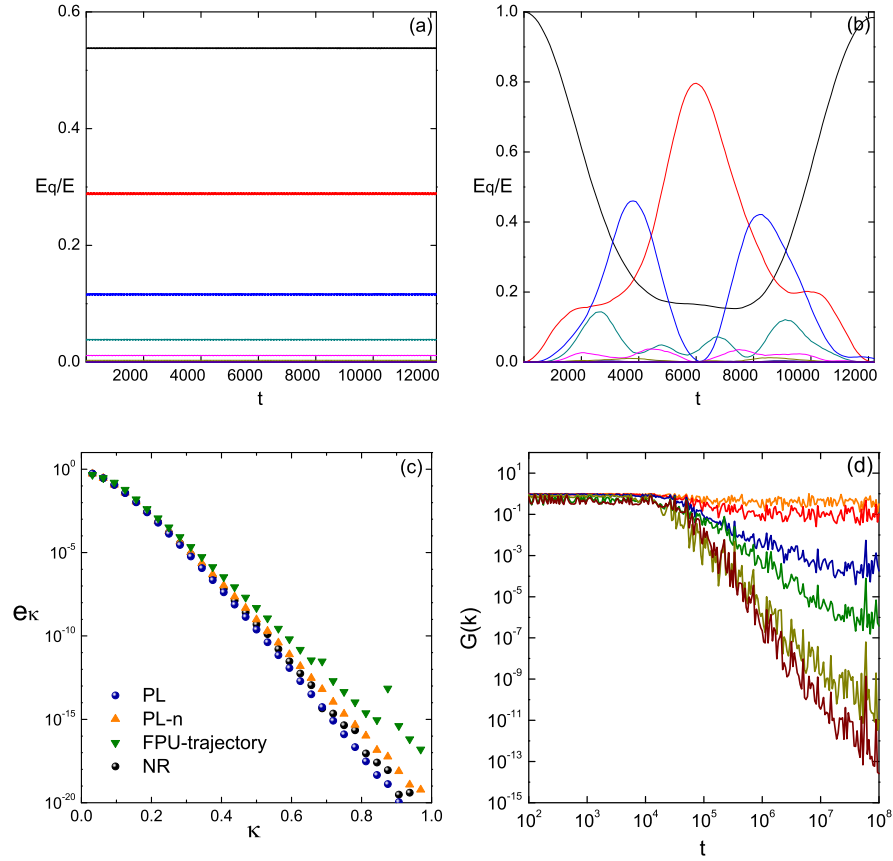 (a)
0.6
0.4
Eq/E
0.2
0.0
2000 4000 6000 8000 10000 12000
t
(b)
1.0
0.8
0.6
Eq/E
0.4
0.2
0.0
2000 4000 6000 8000 10000 12000
t
(c)
10^0
10^-5
eκ
10^-10
10^-15
10^-20
PL
PL-n
FPU-trajectory
NR
0.0 0.2 0.4 0.6 0.8 1.0
κ
(d)
10^1
10^-1
10^-3
10^-5
G(k)
10^-7
10^-9
10^-11
10^-13
10^-15
10^2 10^3 10^4 10^5 10^6 10^7 10^8
t